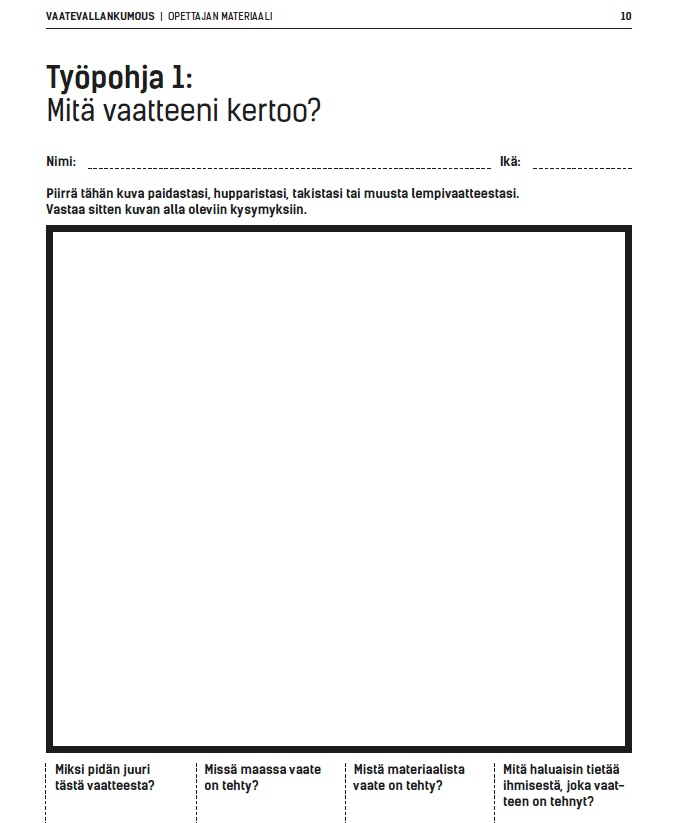 VAATEVALLANKUMOUS | OPETTAJAN MATERIAALI 10
Työpohja 1:
Mitä vaatteeni kertoo?
Nimi: Ikä:
Piirrä tähän kuva paidastasi, hupparistasi, takistasi tai muusta lempivaatteestasi.
Vastaa sitten kuvan alla oleviin kysymyksiin.
Miksi pidän juuri
tästä vaatteesta?
Missä maassa vaate
on tehty?
Mistä materiaalista
vaate on tehty?
Mitä haluaisin tietää
ihmisestä, joka vaat-
teen on tehnyt?